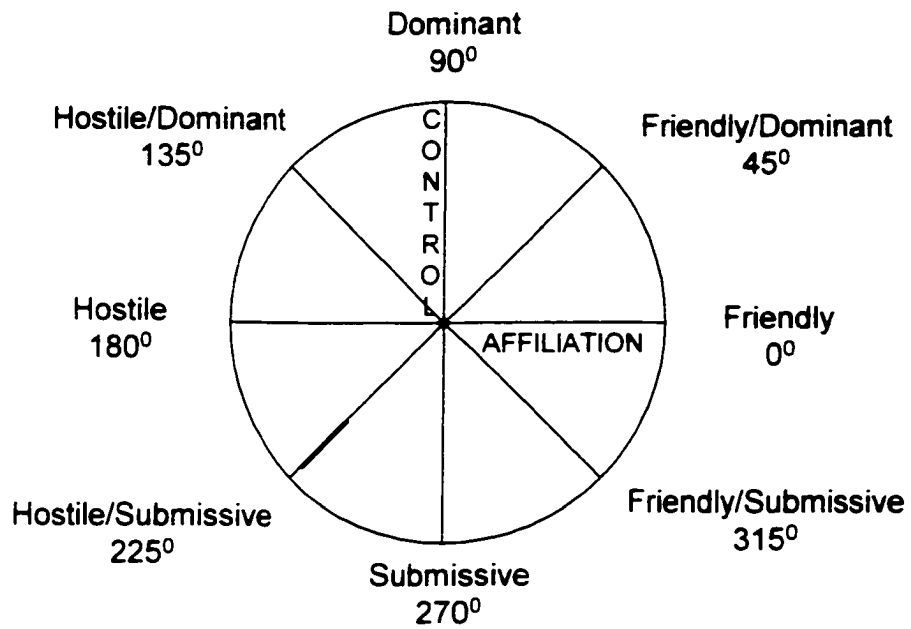 Dominant
90⁰
Hostile/Dominant
135⁰
Friendly/Dominant
45⁰
CONTROL
Hostile
180⁰
AFFILIATION
Friendly
0⁰
Hostile/Submissive
225⁰
Friendly/Submissive
315⁰
Submissive
270⁰